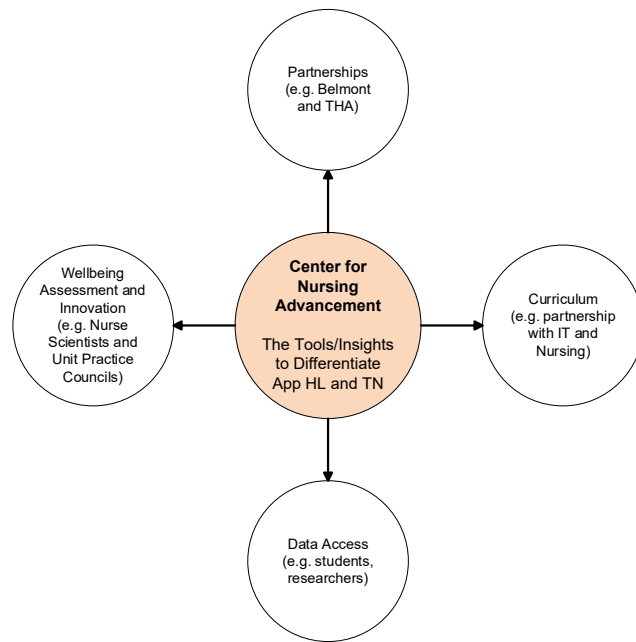 Partnerships
(e.g. Belmont
and THA)
Wellbeing
Assessment and
Innovation
(e.g. Nurse
Scientists and
Unit Practice
Councils)
Center for
Nursing
Advancement
The Tools/Insights
to Differentiate
App HL and TN
Curriculum
(e.g. partnership
with IT and
Nursing)
Data Access
(e.g. students,
researchers)